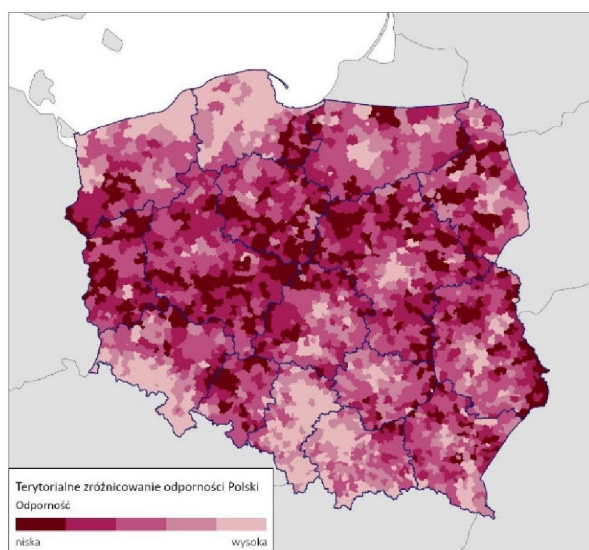 Terytorialne zróżnicowanie odporności Polski
Odporność
niska wysoka